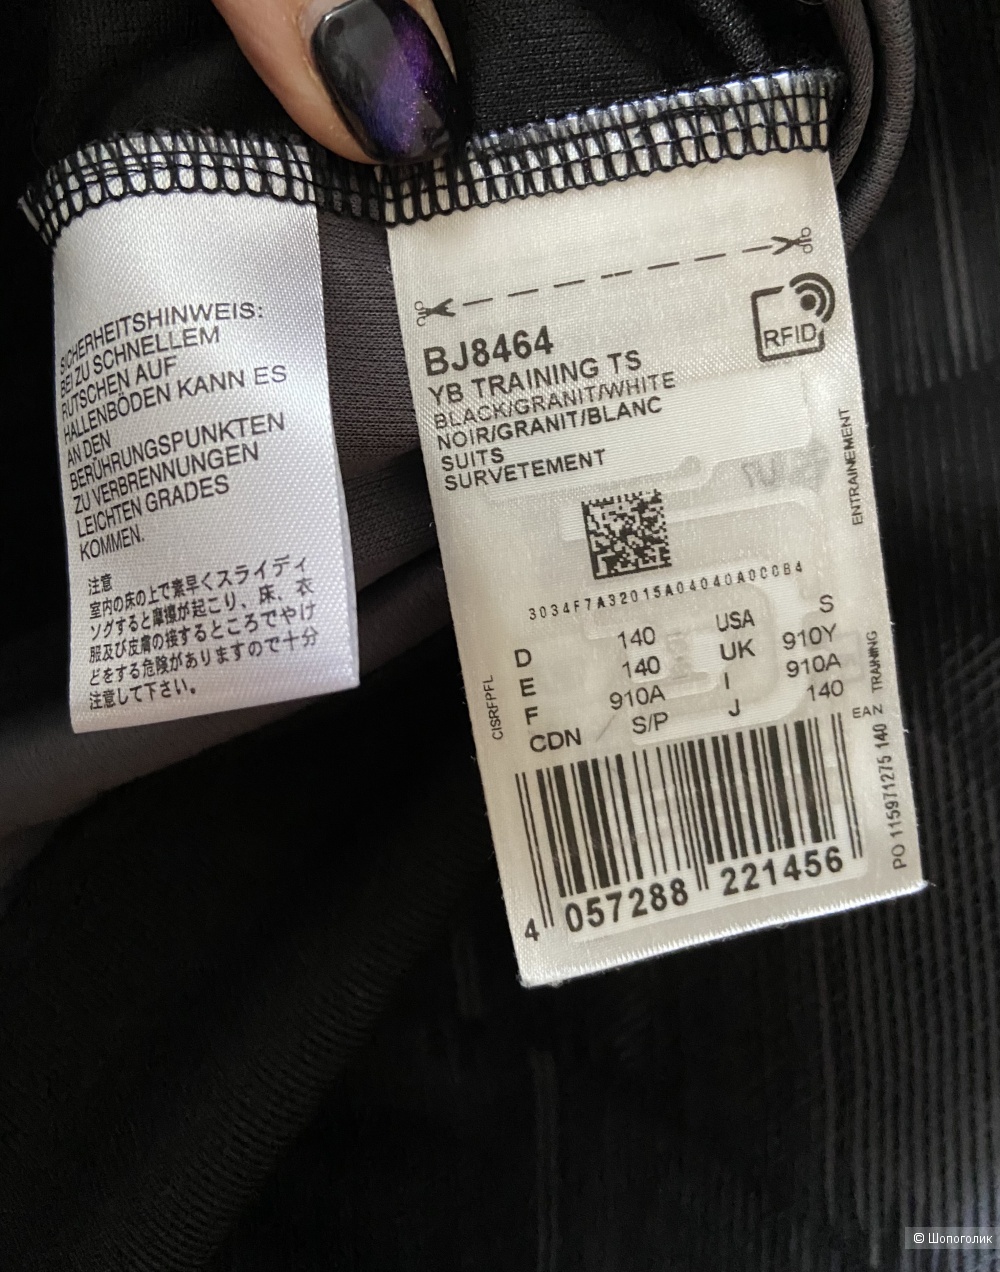 SICHERHEITSHINWEIS:
BEI ZU SCHNELLEM
RUTSCHEN AUF
HALLENBÖDEN KANN ES
AN DEN
BERÜHRUNGSPUNKTEN
ZU VERBRENNUNGEN
LEICHTEN GRADES
KOMMEN.
注意
室内の床の上で素早くスライディ
ングすると摩擦が起こり、床、衣
服及び皮膚の接するところでやけ
どをする危険がありますので十分
注意して下さい。
RFID
BJ8464
YB TRAINING TS
BLACK/GRANIT/WHITE
NOIR/GRANIT/BLANC
SUITS
SURVETEMENT
ENTRAINEMENT
3034F7A32015A04040A000B4
D 140 USA S
E 140 UK 910Y
F 910A I 910A
CDN S/P J 140
CISRFPFL
TRAINING
EAN
PO 115971275 140 Z
4 057288 221456
© Шопоголик